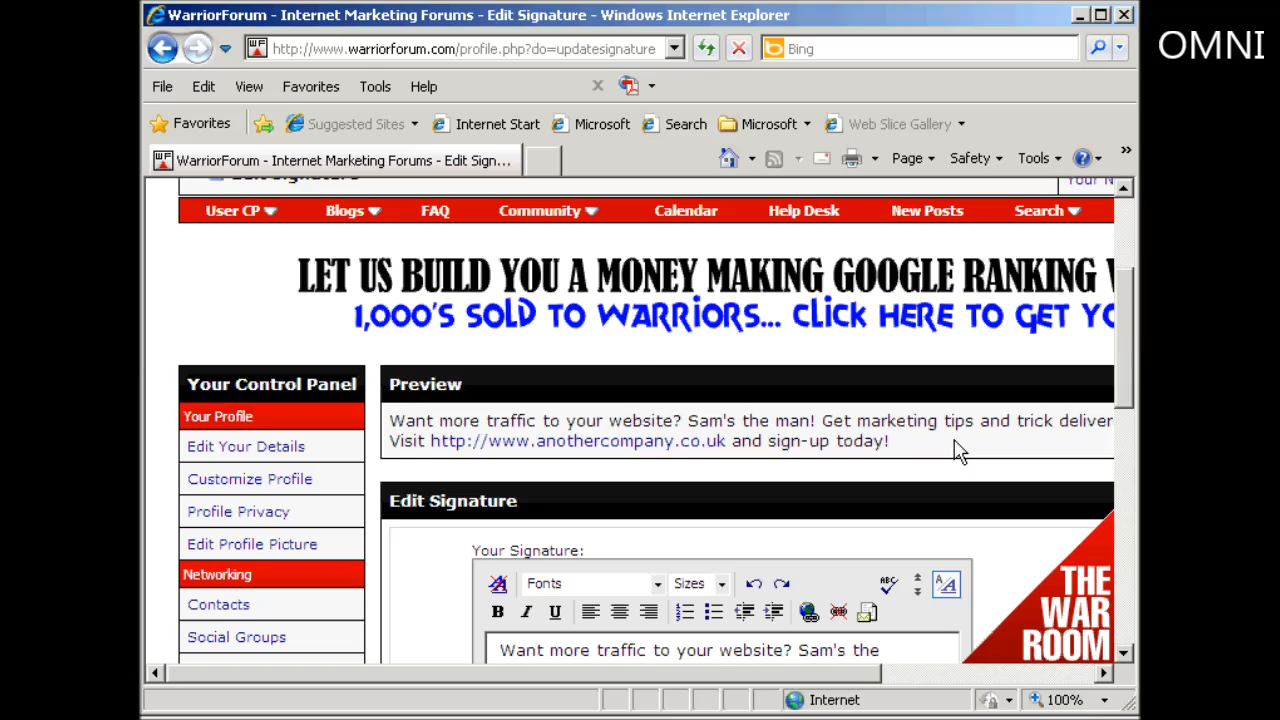 WarriorForum - Internet Marketing Forums - Edit Signature - Windows Internet Explorer
OMNI
http://www.warriorforum.com/profile.php?do=updatesignature
Bing
File Edit View Favorites Tools Help
Favorites Suggested Sites Internet Start Microsoft Search Microsoft Web Slice Gallery
WarriorForum - Internet Marketing Forums - Edit Sign...
Page Safety Tools
Edit Signature
Your N
User CP Blogs FAQ Community Calendar Help Desk New Posts Search
LET US BUILD YOU A MONEY MAKING GOOGLE RANKING
1,000'S SOLD TO WARRIORS... CLICK HERE TO GET YO
Your Control Panel
Your Profile
Edit Your Details
Customize Profile
Profile Privacy
Edit Profile Picture
Networking
Contacts
Social Groups
Preview
Want more traffic to your website? Sam's the man! Get marketing tips and trick deliver
Visit http://www.anothercompany.co.uk and sign-up today!
Edit Signature
Your Signature:
Fonts Sizes
ABC
B I U
Want more traffic to your website? Sam's the
THE
WAR
ROOM
Internet
100%